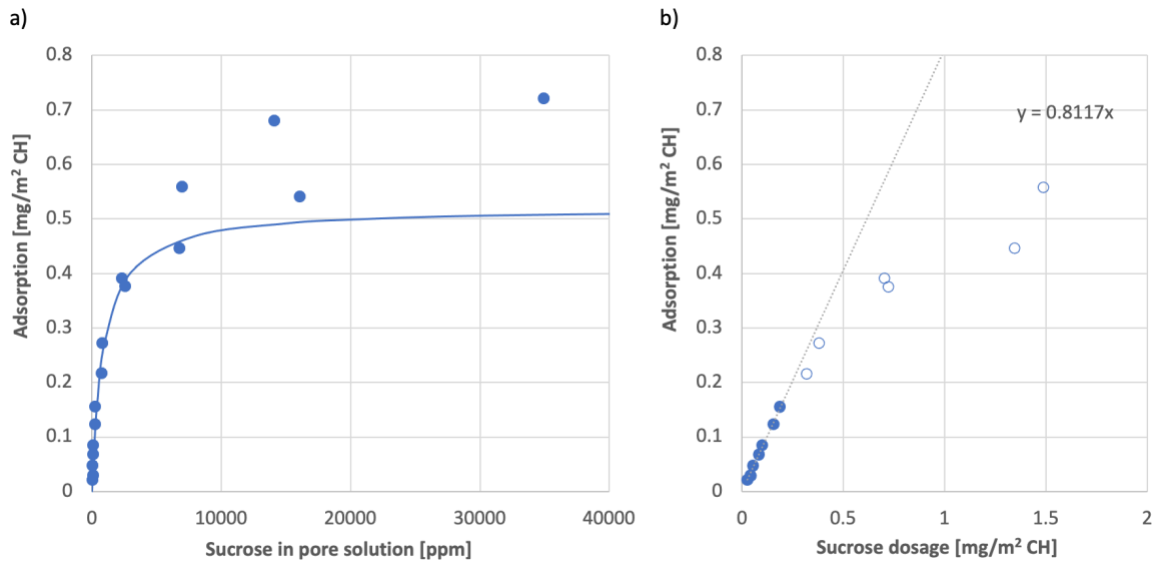 a)
0.8
0.7
0.6
0.5
0.4
0.3
0.2
0.1
0
Adsorption [mg/m² CH]
0 10000 20000 30000 40000
Sucrose in pore solution [ppm]
b)
0.8
0.7
0.6
0.5
0.4
0.3
0.2
0.1
0
Adsorption [mg/m² CH]
y = 0.8117x
0 0.5 1 1.5 2
Sucrose dosage [mg/m² CH]